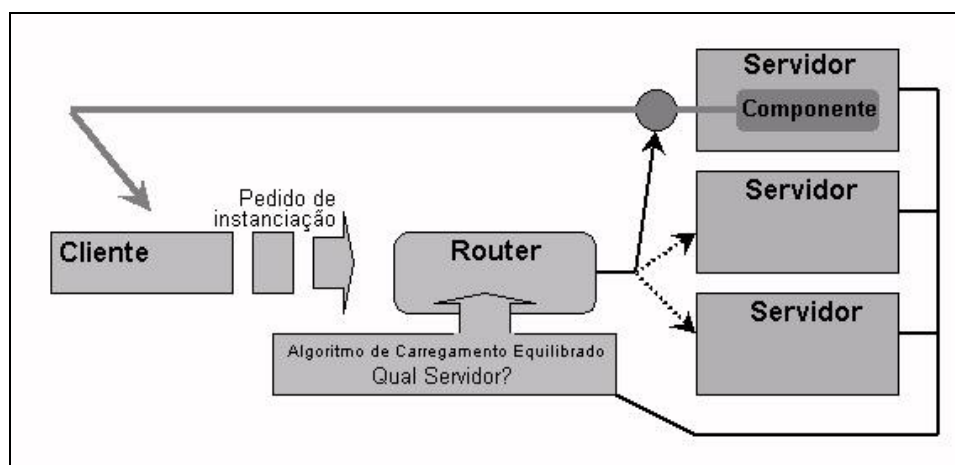 Servidor
Componente
Pedido de
instanciação
Servidor
Cliente
Router
Servidor
Algoritmo de Carregamento Equilibrado
Qual Servidor?